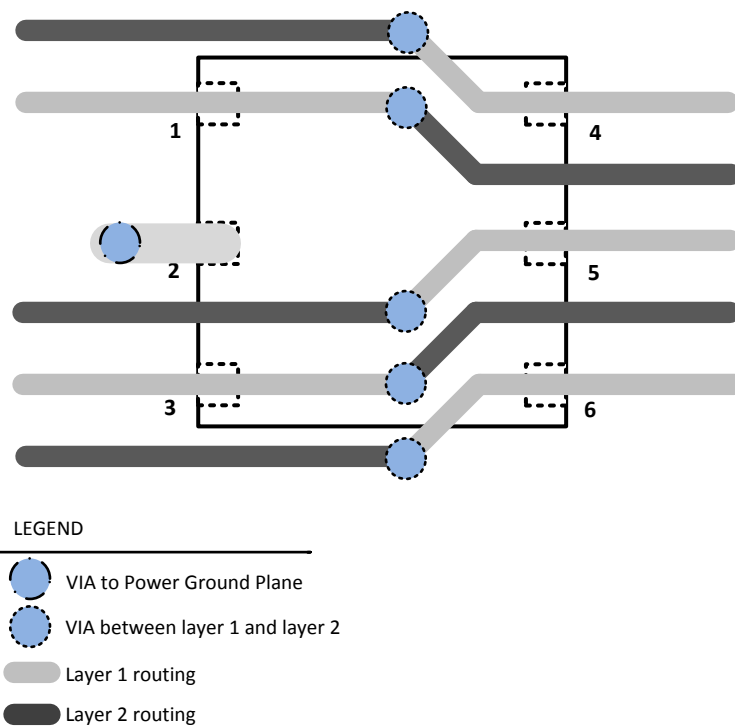 1
4
2
5
3
6
LEGEND
VIA to Power Ground Plane
VIA between layer 1 and layer 2
Layer 1 routing
Layer 2 routing